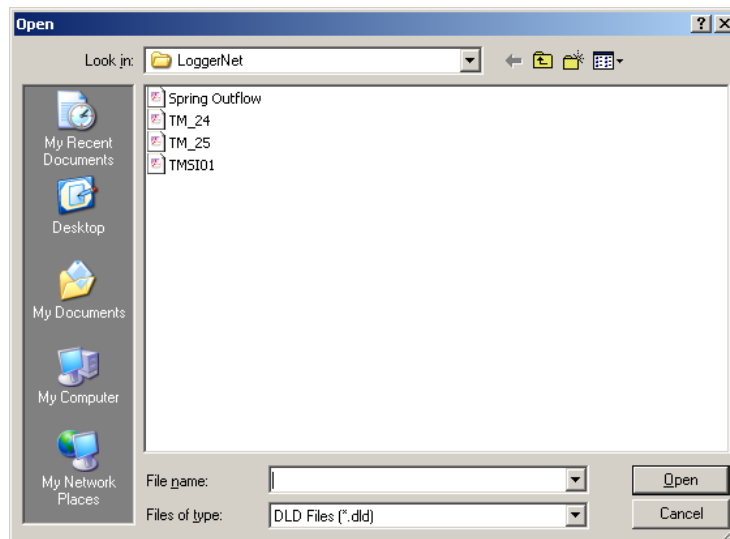 Open
Look in: LoggerNet
My Recent
Documents
Desktop
My Documents
My Computer
My Network
Places
Spring Outflow
TM_24
TM_25
TMSI01
File name:
Open
Files of type: DLD Files (*.dld)
Cancel